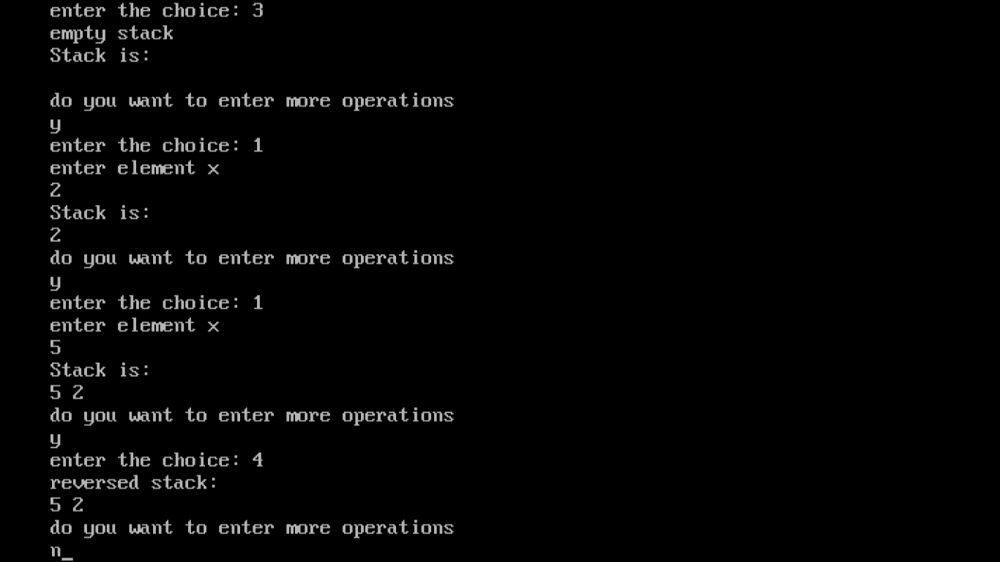 enter the choice: 3
empty stack
Stack is:
do you want to enter more operations
y
enter the choice: 1
enter element x
2
Stack is:
2
do you want to enter more operations
y
enter the choice: 1
enter element x
5
Stack is:
5 2
do you want to enter more operations
y
enter the choice: 4
reversed stack:
5 2
do you want to enter more operations
n_